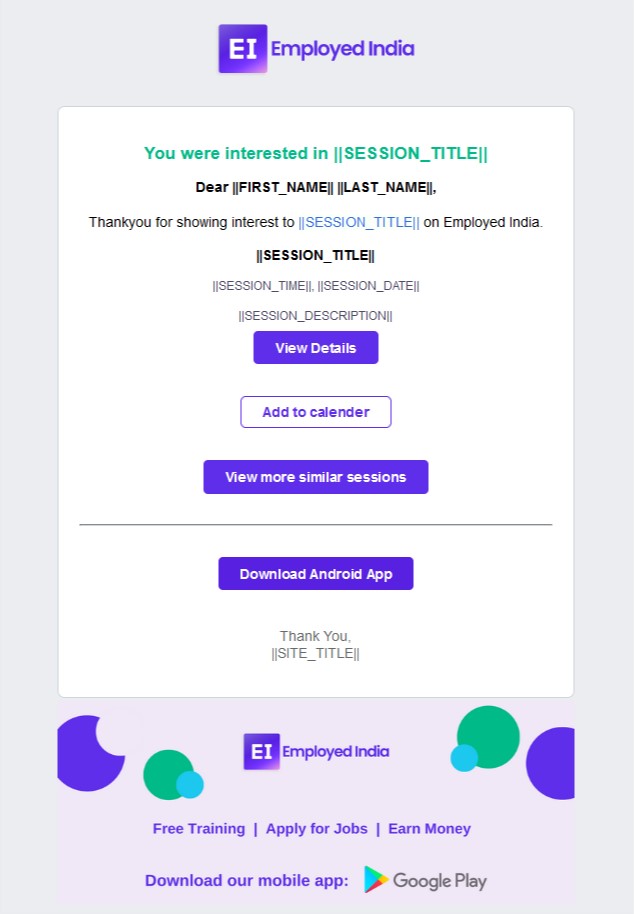 EI Employed India
You were interested in ||SESSION_TITLE||
Dear ||FIRST_NAME|| ||LAST_NAME||,
Thankyou for showing interest to ||SESSION_TITLE|| on Employed India.
||SESSION_TITLE||
||SESSION_TIME||, ||SESSION_DATE||
||SESSION_DESCRIPTION||
View Details
Add to calender
View more similar sessions
Download Android App
Thank You,
||SITE_TITLE||
EI Employed India
Free Training | Apply for Jobs | Earn Money
Download our mobile app: Google Play